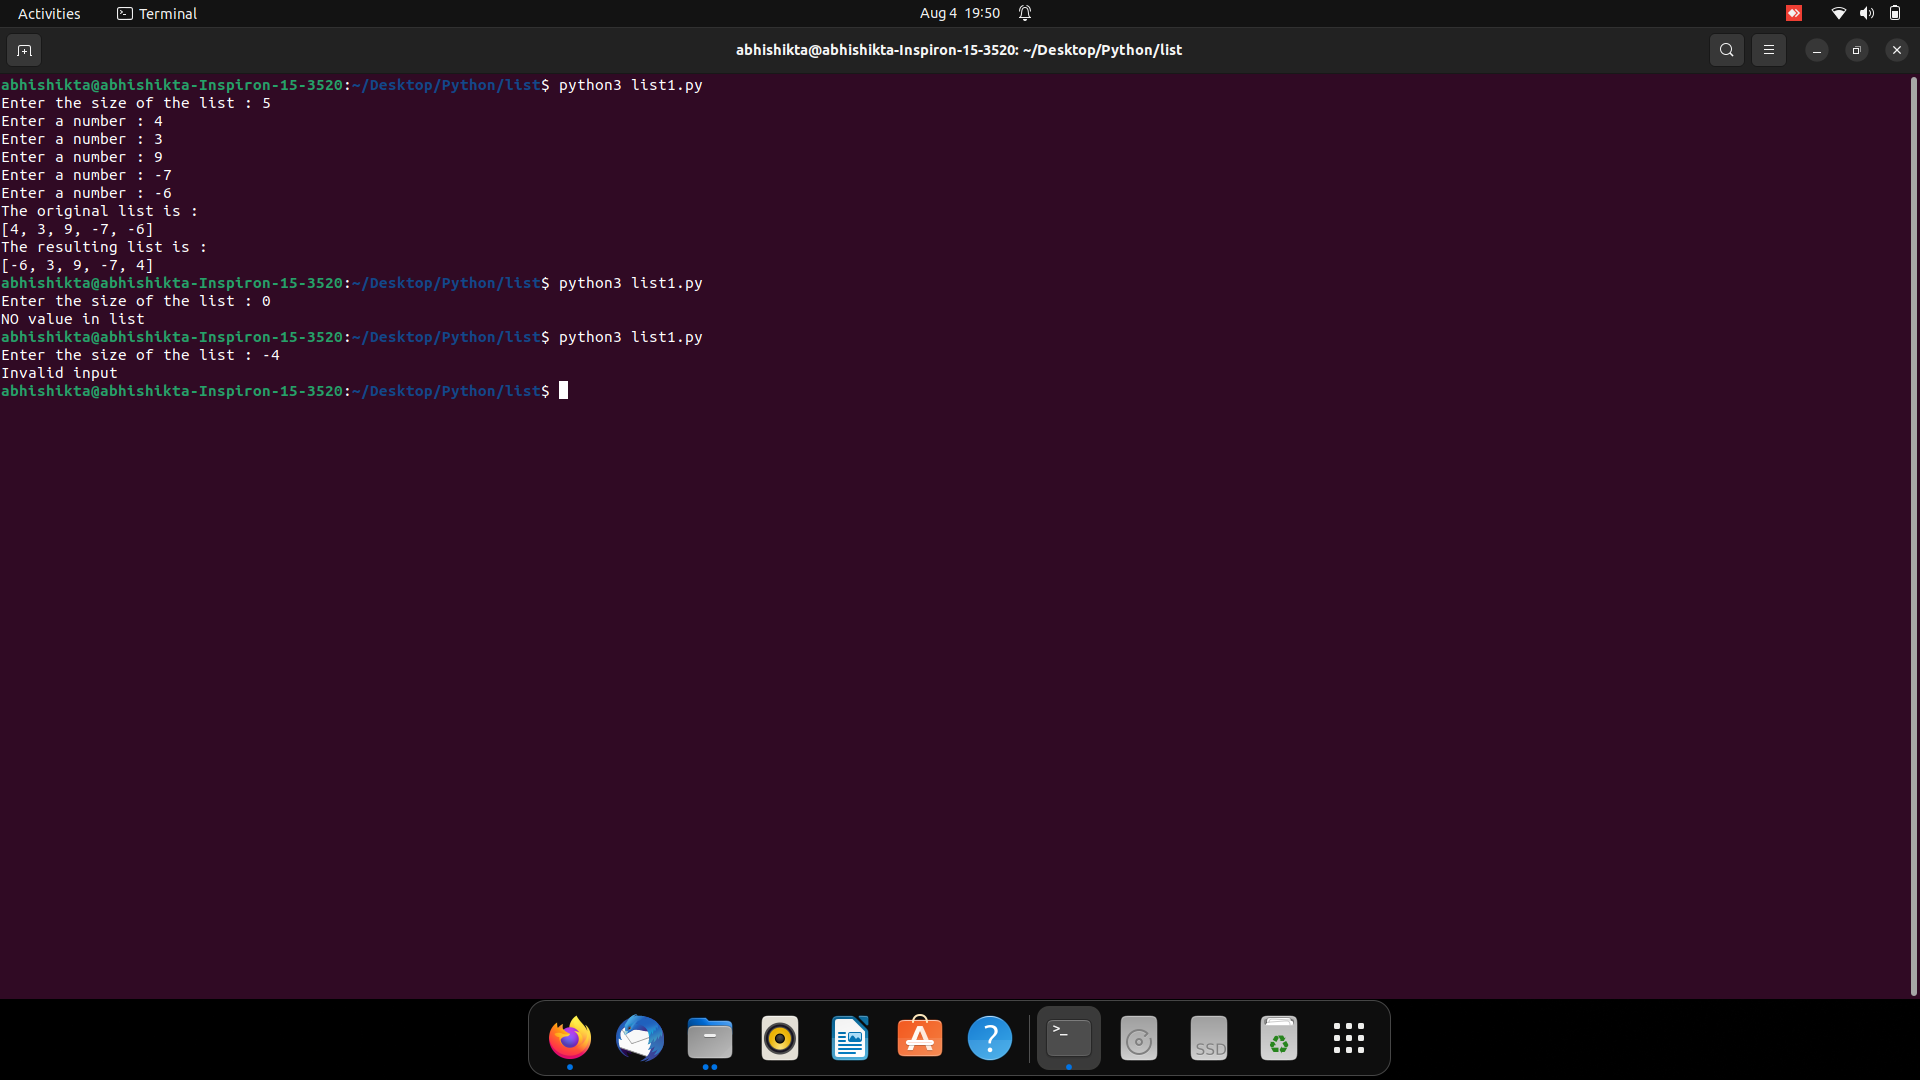 Activities Terminal Aug 4 19:50
abhishikta@abhishikta-Inspiron-15-3520: ~/Desktop/Python/list
abhishikta@abhishikta-Inspiron-15-3520:~/Desktop/Python/list$ python3 list1.py
Enter the size of the list : 5
Enter a number : 4
Enter a number : 3
Enter a number : 9
Enter a number : -7
Enter a number : -6
The original list is :
[4, 3, 9, -7, -6]
The resulting list is :
[-6, 3, 9, -7, 4]
abhishikta@abhishikta-Inspiron-15-3520:~/Desktop/Python/list$ python3 list1.py
Enter the size of the list : 0
NO value in list
abhishikta@abhishikta-Inspiron-15-3520:~/Desktop/Python/list$ python3 list1.py
Enter the size of the list : -4
Invalid input
abhishikta@abhishikta-Inspiron-15-3520:~/Desktop/Python/list$
>_ SSD